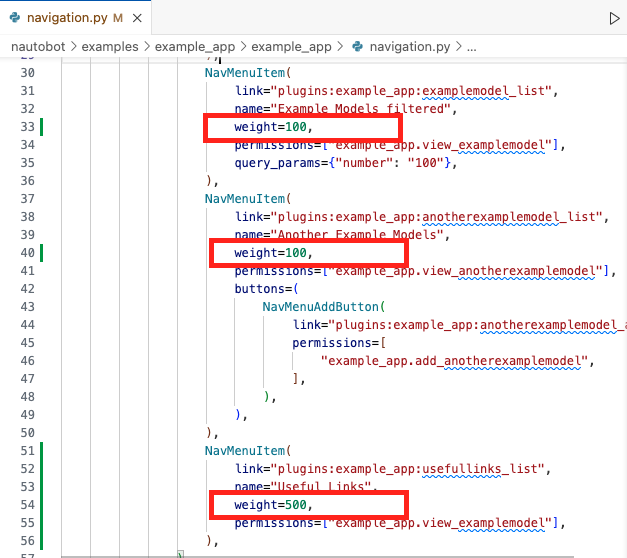 navigation.py M
nautobot > examples > example_app > example_app > navigation.py > ...
30 NavMenuItem(
31 link="plugins:example_app:examplemodel_list",
32 name="Example Models filtered",
33 weight=100,
34 permissions=["example_app.view_examplemodel"],
35 query_params={"number": "100"},
36 ),
37 NavMenuItem(
38 link="plugins:example_app:anotherexamplemodel_list",
39 name="Another Example Models",
40 weight=100,
41 permissions=["example_app.view_anotherexamplemodel"],
42 buttons=(
43 NavMenuAddButton(
44 link="plugins:example_app:anotherexamplemodel_a
45 permissions=[
46 "example_app.add_anotherexamplemodel",
47 ],
48 ),
49 ),
50 ),
51 NavMenuItem(
52 link="plugins:example_app:usefullinks_list",
53 name="Useful Links",
54 weight=500,
55 permissions=["example_app.view_examplemodel"],
56 ),
57 )